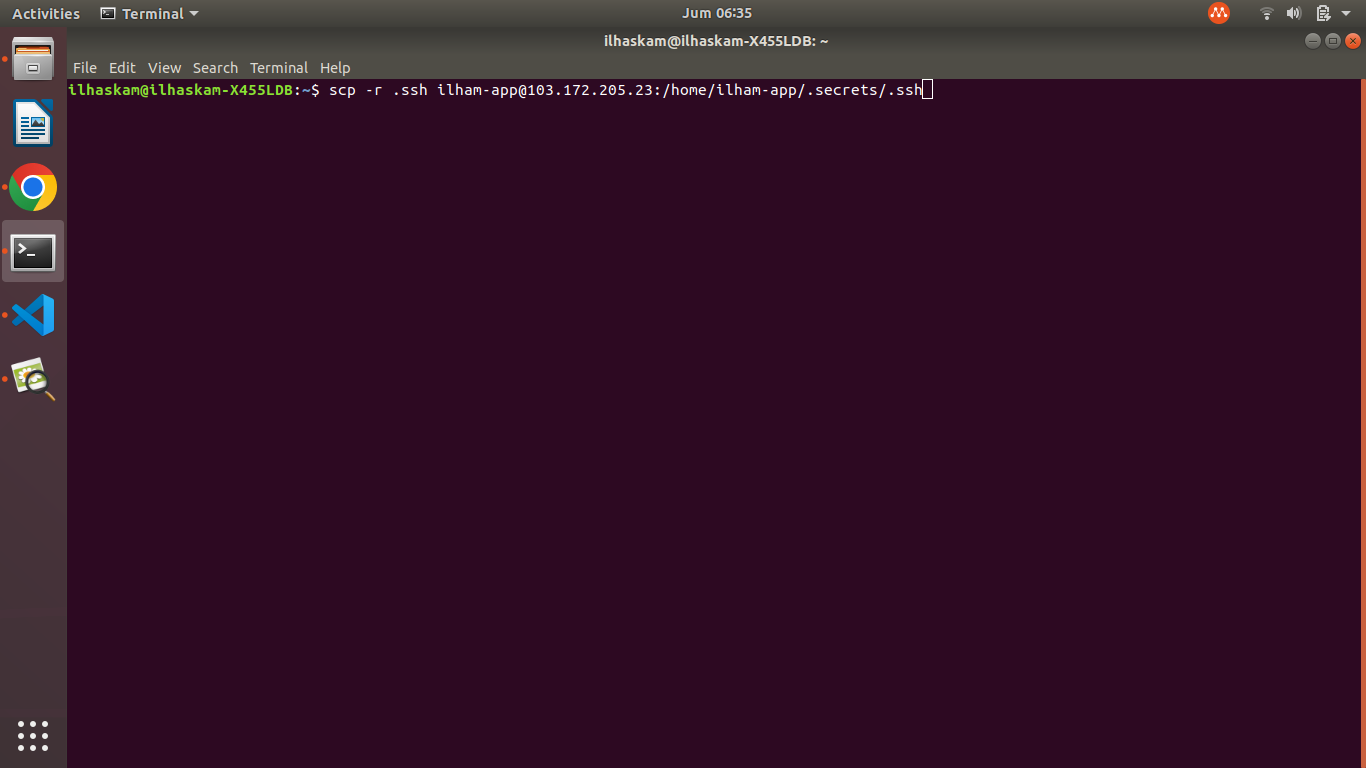 Activities Terminal Jum 06:35
ilhaskam@ilhaskam-X455LDB: ~
File Edit View Search Terminal Help
ilhaskam@ilhaskam-X455LDB:~$ scp -r .ssh ilham-app@103.172.205.23:/home/ilham-app/.secrets/.ssh